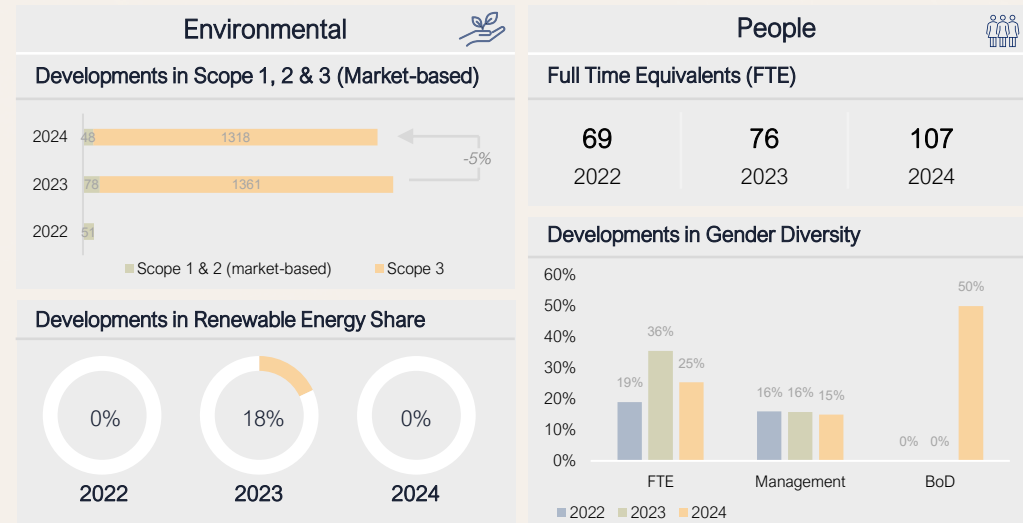 Environmental
Developments in Scope 1, 2 & 3 (Market-based)
2024 48 1318
-5%
2023 78 1361
2022 51
Scope 1 & 2 (market-based) Scope 3
Developments in Renewable Energy Share
0% 18% 0%
2022 2023 2024
People
Full Time Equivalents (FTE)
69 76 107
2022 2023 2024
Developments in Gender Diversity
60%
50%
40%
30%
20%
10%
0%
19% 36% 25%
16% 16% 15%
0% 0% 50%
FTE Management BoD
2022 2023 2024